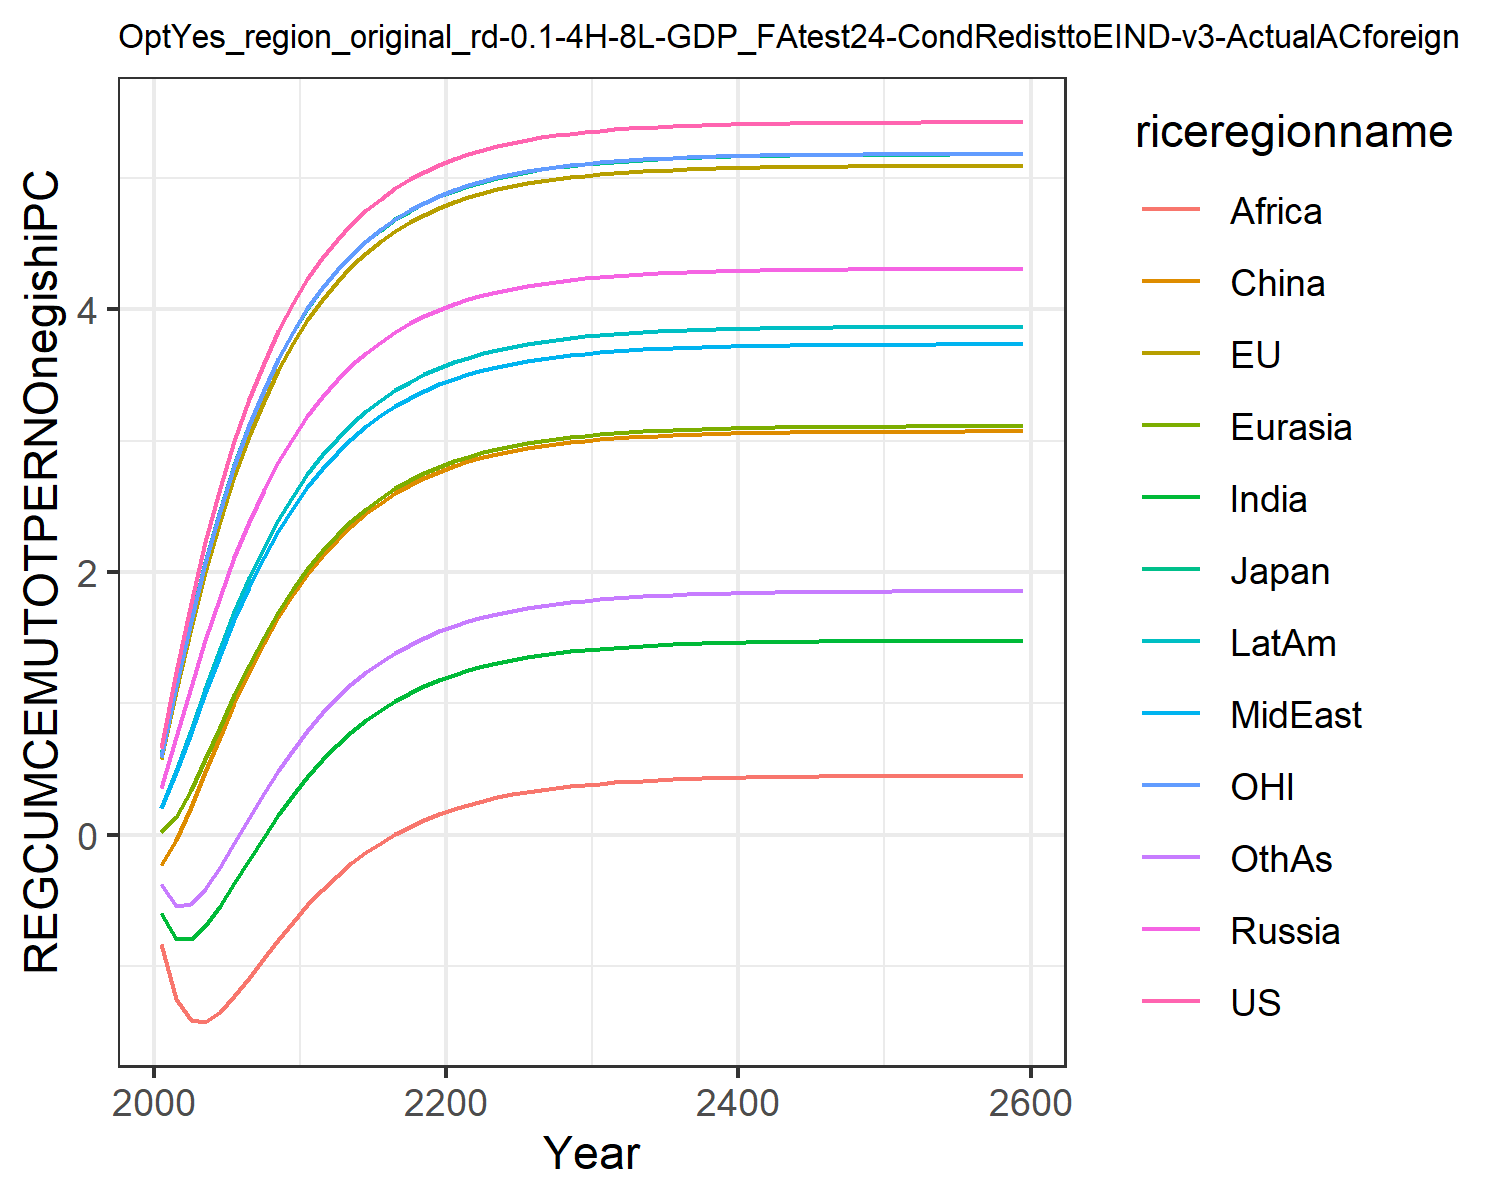 OptYes_region_original_rd-0.1-4H-8L-GDP_FAtest24-CondRedisttoEIND-v3-ActualACforeign
REGCUMCEMUTOTPERNOnegishiPC
4
2
0
2000
2200
2400
2600
Year
riceregionname
Africa
China
EU
Eurasia
India
Japan
LatAm
MidEast
OHI
OthAs
Russia
US